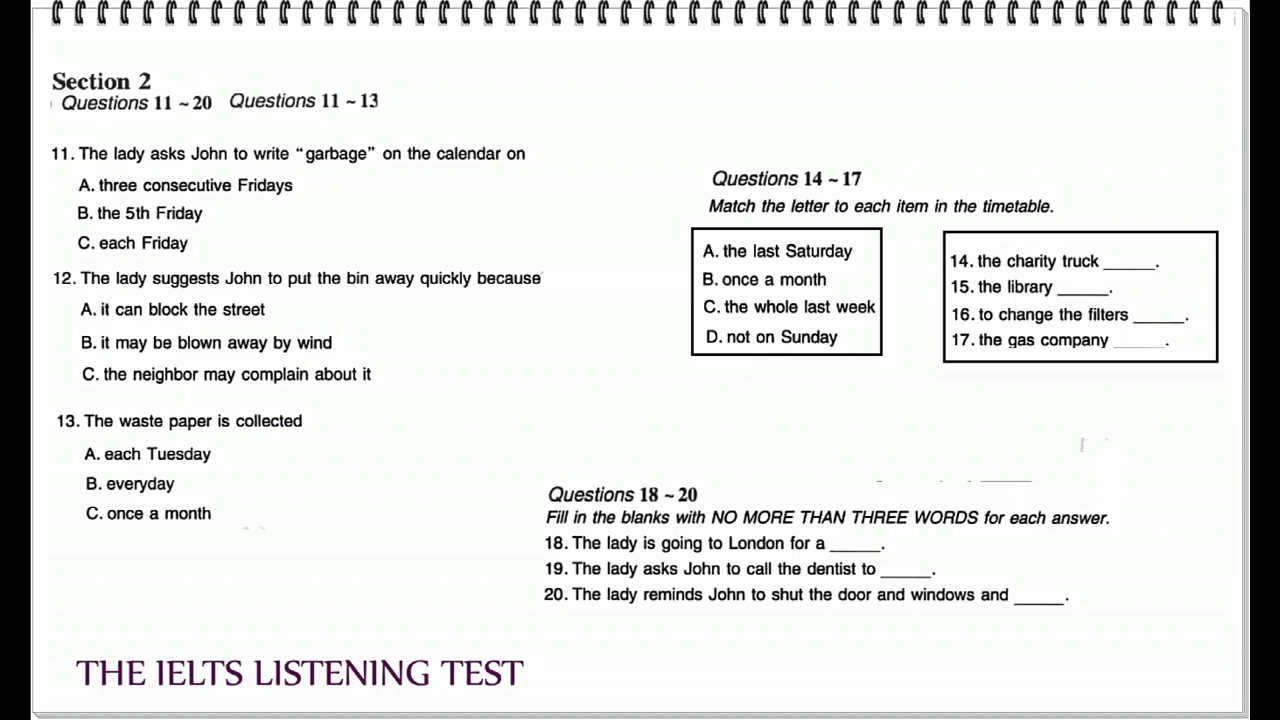 Section 2
Questions 11 ~ 20 Questions 11 ~ 13
11. The lady asks John to write “garbage” on the calendar on
A. three consecutive Fridays
B. the 5th Friday
C. each Friday
12. The lady suggests John to put the bin away quickly because
A. it can block the street
B. it may be blown away by wind
C. the neighbor may complain about it
13. The waste paper is collected
A. each Tuesday
B. everyday
C. once a month
Questions 14 ~ 17
Match the letter to each item in the timetable.
A. the last Saturday
B. once a month
C. the whole last week
D. not on Sunday
14. the charity truck ______.
15. the library ______.
16. to change the filters ______.
17. the gas company ______.
Questions 18 ~ 20
Fill in the blanks with NO MORE THAN THREE WORDS for each answer.
18. The lady is going to London for a ______.
19. The lady asks John to call the dentist to ______.
20. The lady reminds John to shut the door and windows and ______.
THE IELTS LISTENING TEST